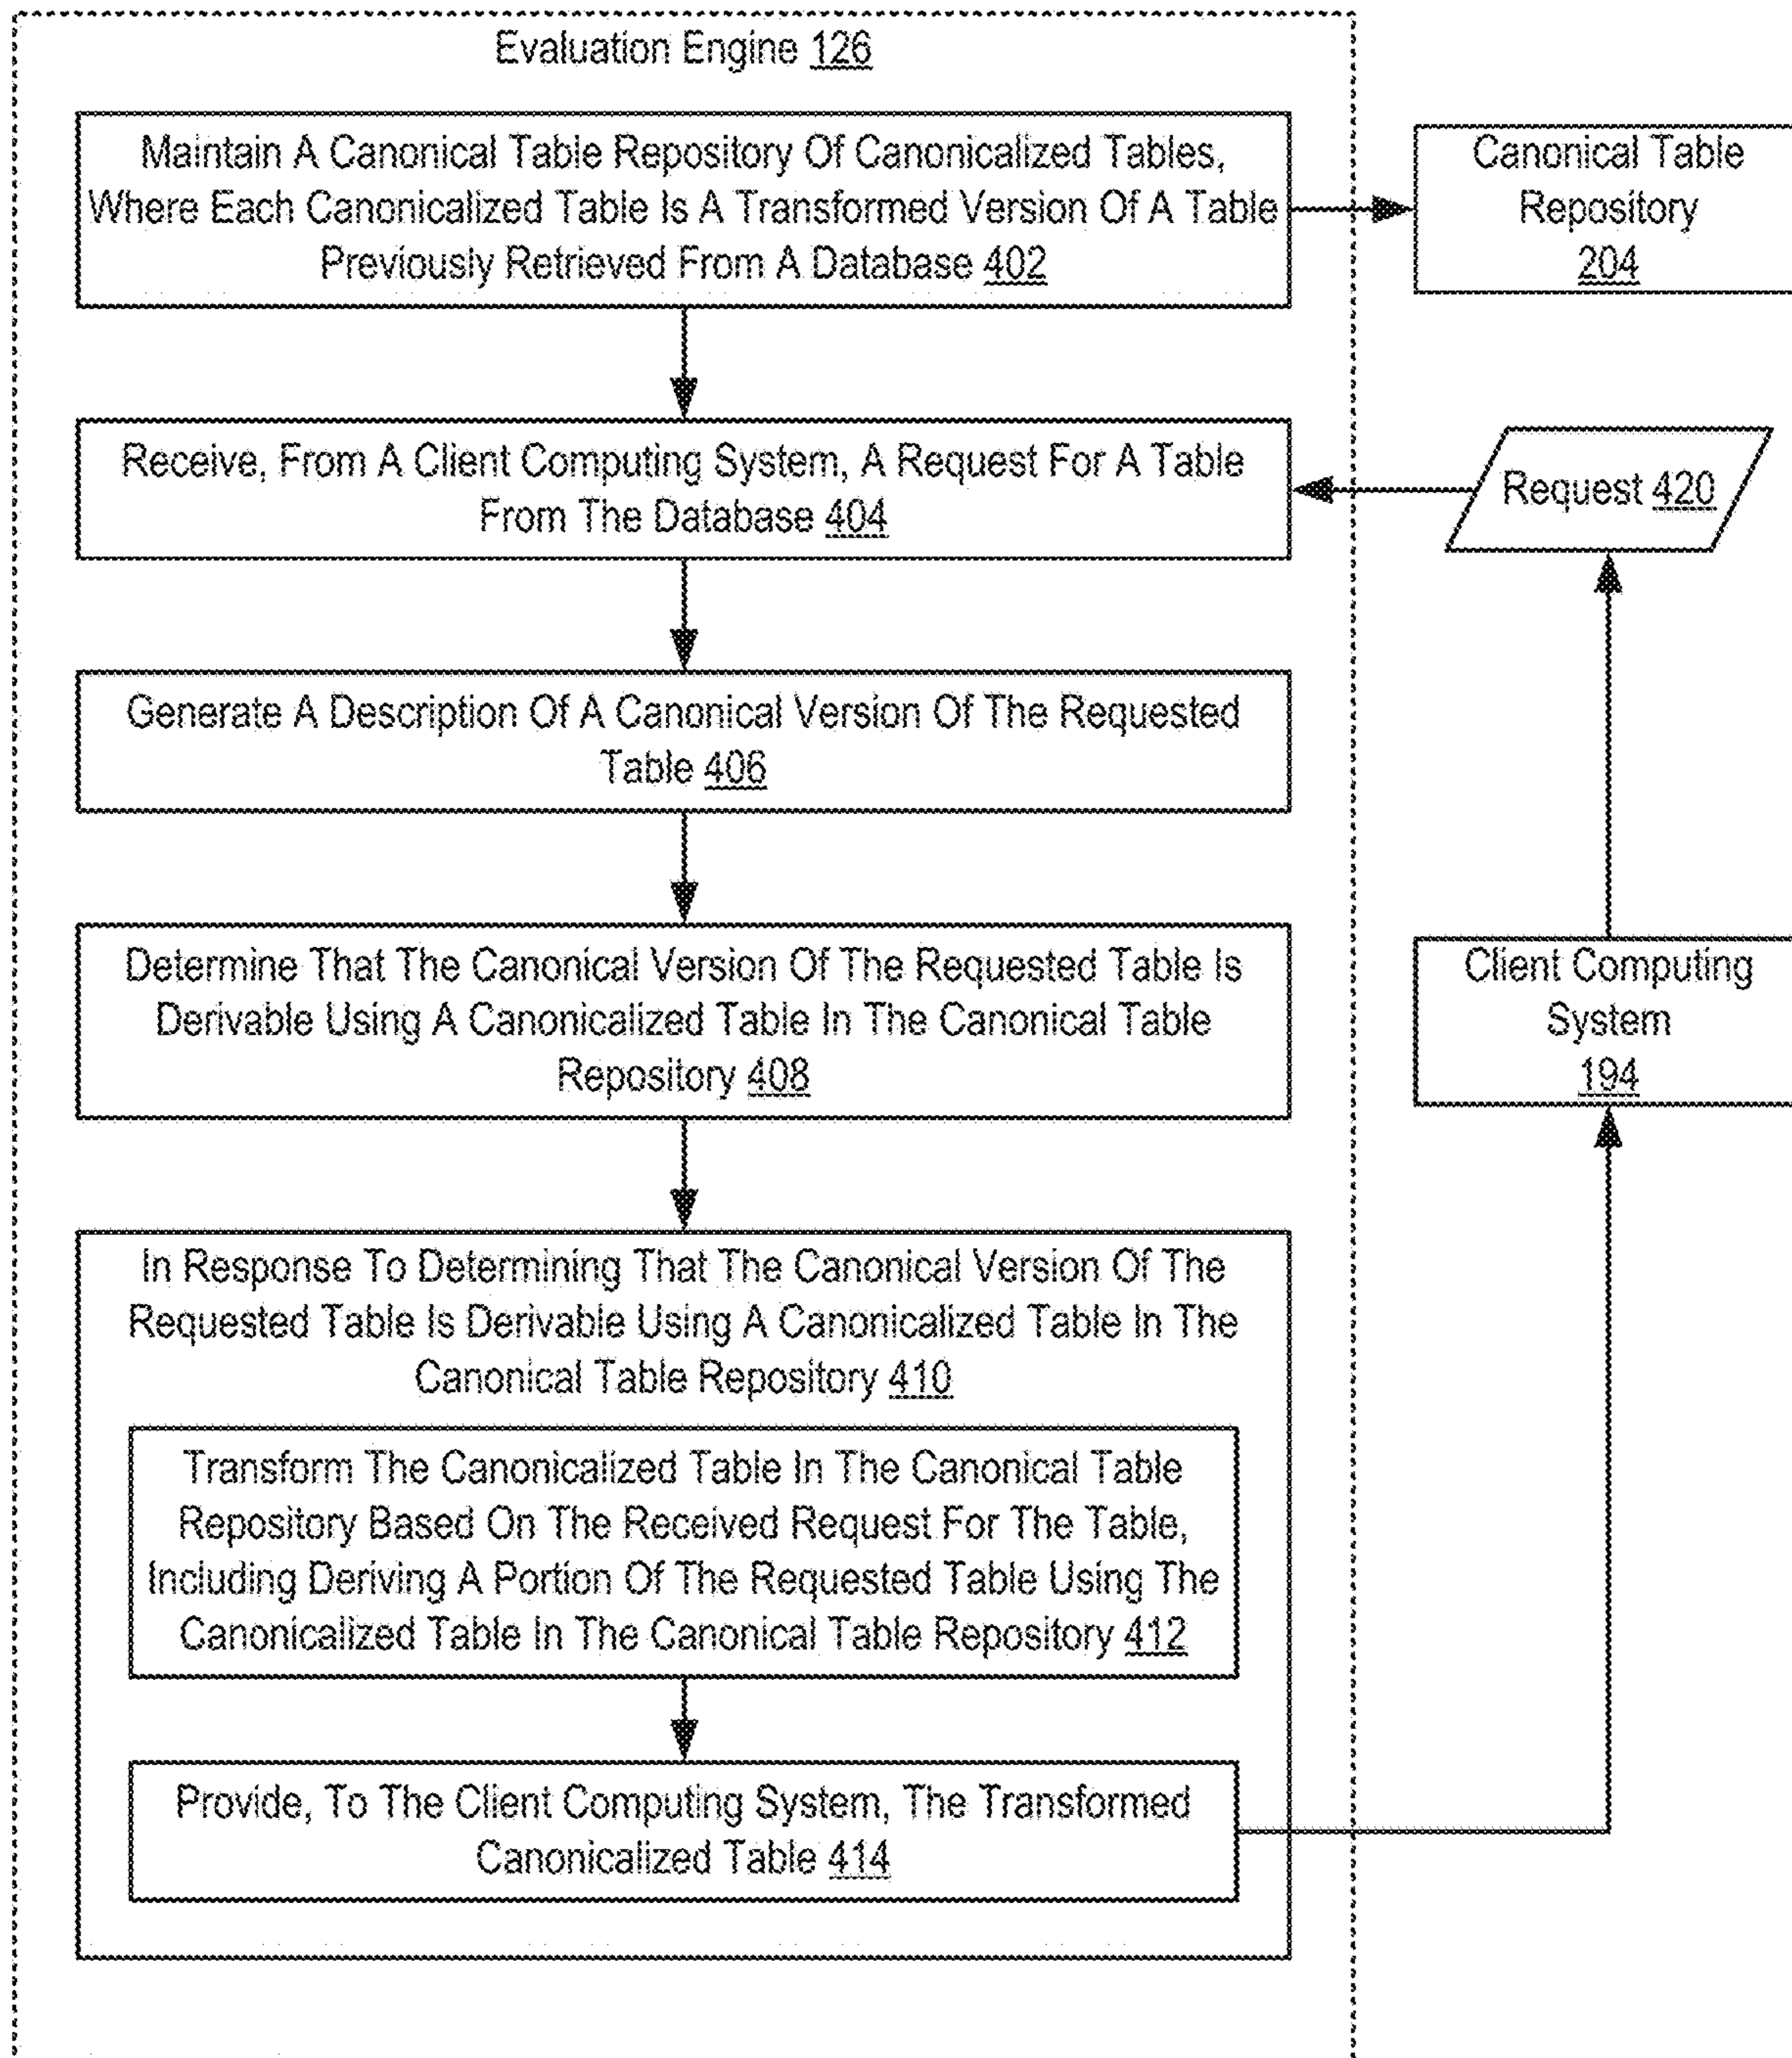 Evaluation Engine 126
Maintain A Canonical Table Repository Of Canonicalized Tables,
Where Each Canonicalized Table Is A Transformed Version Of A Table
Previously Retrieved From A Database 402
Canonical Table
Repository
204
Receive, From A Client Computing System, A Request For A Table
From The Database 404
Request 420
Generate A Description Of A Canonical Version Of The Requested
Table 406
Determine That The Canonical Version Of The Requested Table Is
Derivable Using A Canonicalized Table In The Canonical Table
Repository 408
Client Computing
System
194
In Response To Determining That The Canonical Version Of The
Requested Table Is Derivable Using A Canonicalized Table In The
Canonical Table Repository 410
Transform The Canonicalized Table In The Canonical Table
Repository Based On The Received Request For The Table,
Including Deriving A Portion Of The Requested Table Using The
Canonicalized Table In The Canonical Table Repository 412
Provide, To The Client Computing System, The Transformed
Canonicalized Table 414